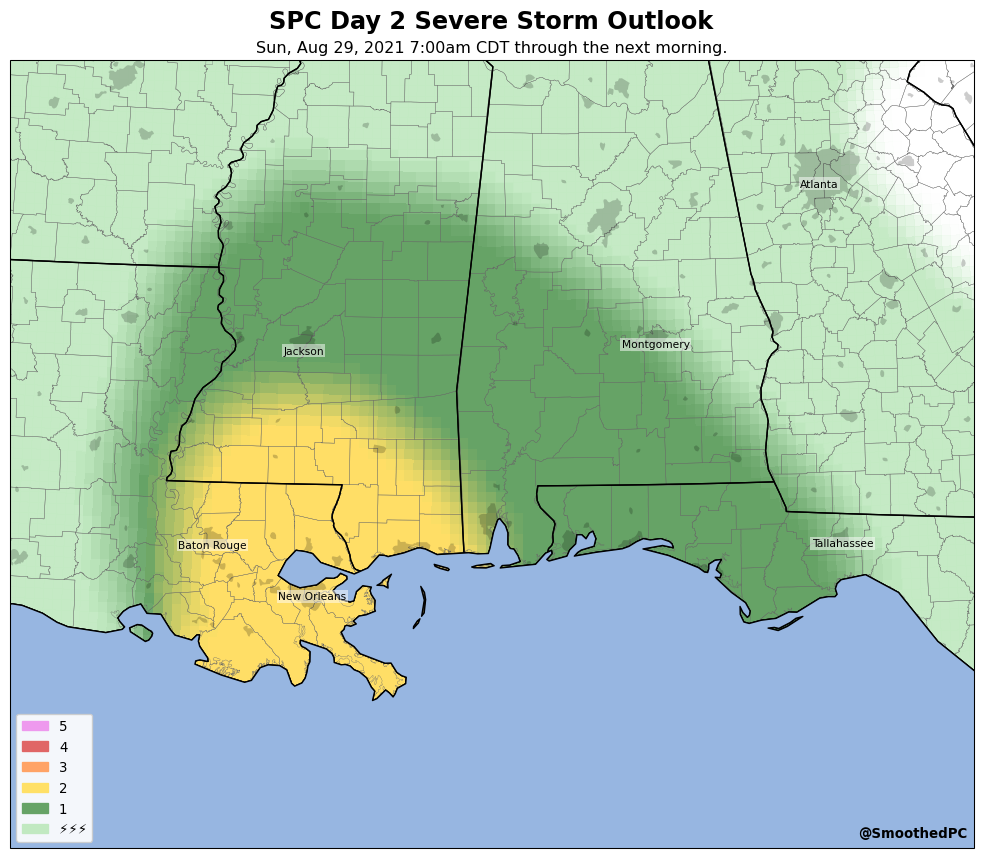 SPC Day 2 Severe Storm Outlook
Sun, Aug 29, 2021 7:00am CDT through the next morning.
Atlanta
Jackson
Montgomery
Baton Rouge
Tallahassee
New Orleans
5
4
3
2
1
⚡⚡⚡
@SmoothedPC